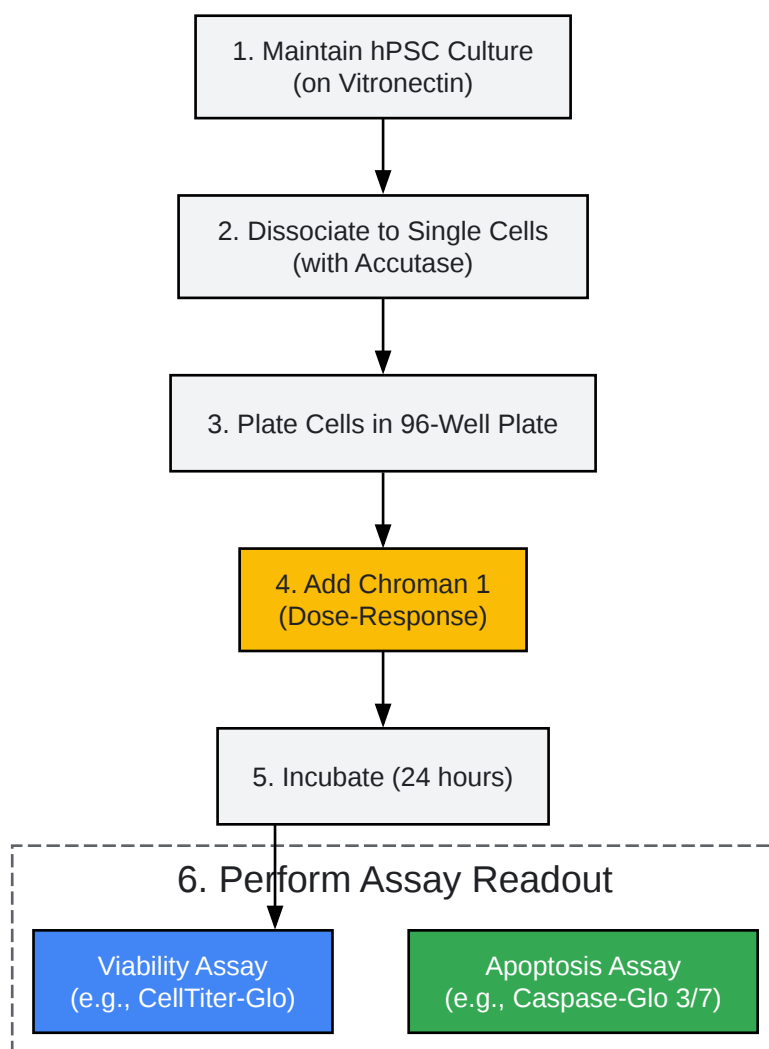 1. Maintain hPSC Culture
(on Vitronectin)
2. Dissociate to Single Cells
(with Accutase)
3. Plate Cells in 96-Well Plate
4. Add Chroman 1
(Dose-Response)
5. Incubate (24 hours)
6. Perform Assay Readout
Viability Assay
(e.g., CellTiter-Glo)
Apoptosis Assay
(e.g., Caspase-Glo 3/7)